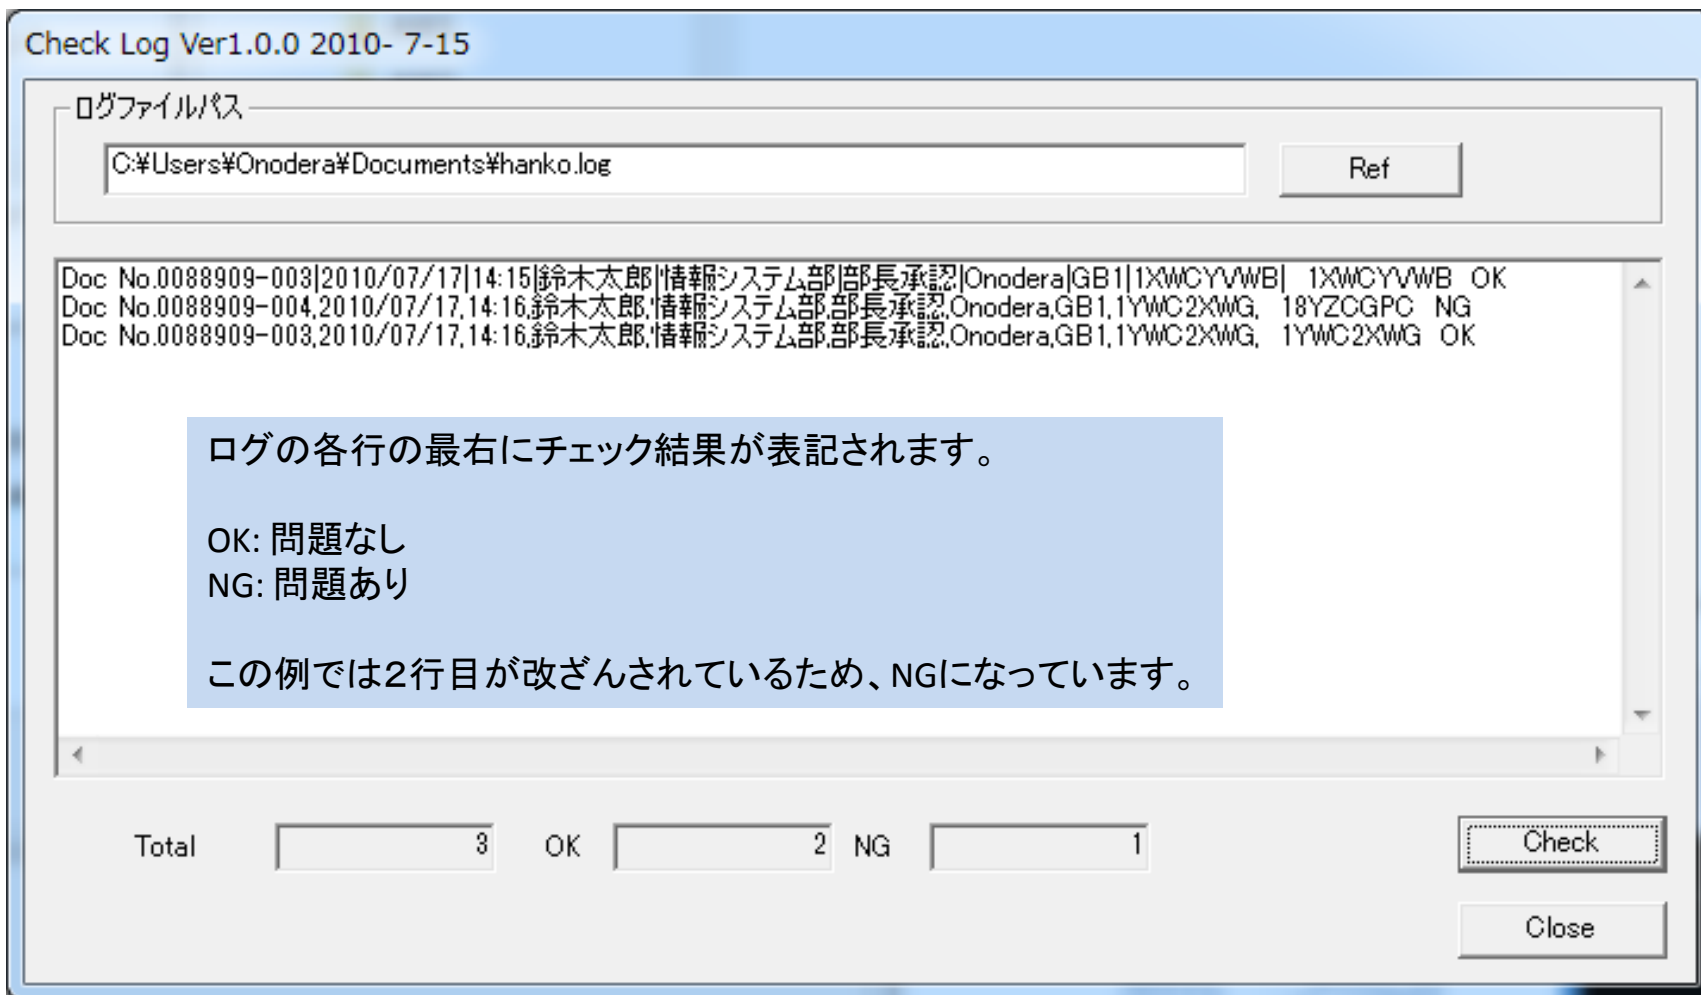 Check Log Ver1.0.0 2010- 7-15
ログファイルパス
C:¥Users¥Onodera¥Documents¥hanko.log
Ref
Doc No.0088909-003|2010/07/17|14:15|鈴木太郎|情報システム部|部長承認|Onodera|GB1|1XWCYVWB| 1XWCYVWB OK
Doc No.0088909-004,2010/07/17,14:16,鈴木太郎,情報システム部,部長承認,Onodera,GB1,1YWC2XWG, 18YZCGPC NG
Doc No.0088909-003,2010/07/17,14:16,鈴木太郎,情報システム部,部長承認,Onodera,GB1,1YWC2XWG, 1YWC2XWG OK
ログの各行の最右にチェック結果が表記されます。
OK: 問題なし
NG: 問題あり
この例では２行目が改ざんされているため、NGになっています。
Total 3 OK 2 NG 1
Check
Close